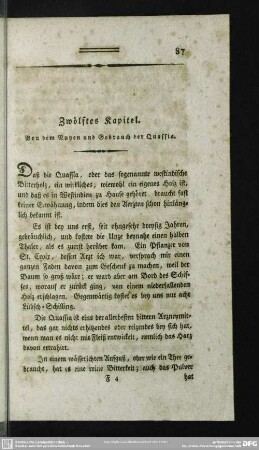 87
Zwölftes Kapitel.
Von dem Nutzen und Gebrauch der Quassia.
Daß die Quassia, oder das sogenannte westindische
Bitterholz, ein wirkliches, wiewohl ein eigenes Holz ist,
und daß es in Westindien zu Hause gehöret, braucht fast
keiner Erwähnung, indem dies den Aerzten schon hinläng-
lich bekannt ist.
Es ist bey uns erst, seit ohngefehr dreyßig Jahren,
gebräuchlich, und kostete die Unze beynahe einen halben
Thaler, als es zuerst herüber kam. Ein Pflanzer von
St. Croix, dessen Arzt ich war, versprach mir einen
ganzen Faden davon zum Geschenk zu machen, weil der
Baum so groß wäre; er ward aber am Bord des Schif-
fes, worauf er zurück ging, von einem niederfallenden
Holz erschlagen. Gegenwärtig kostet es bey uns nur acht
Lübsch-Schilling.
Die Quassia ist eins der allerbesten bittern Arzneymit-
tel, das gar nichts erhitzendes oder reizendes bey sich hat,
wenn man es nicht mit Fleiß entwickelt, nemlich das Harz
davon extrahirt.
In einem wässerichten Aufguß, oder wie ein Thee ge-
braucht, hat es eine reine Bitterkeit; auch das Pulver
F 4
hat